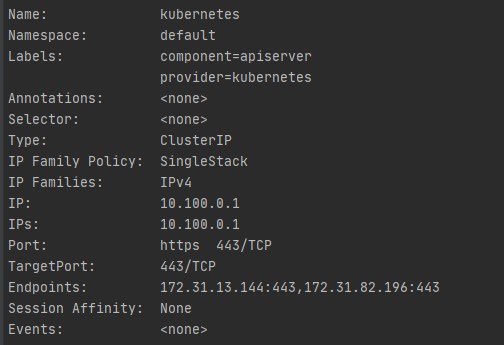 Name:              kubernetes
Namespace:         default
Labels:            component=apiserver
                   provider=kubernetes
Annotations:       <none>
Selector:          <none>
Type:              ClusterIP
IP Family Policy:  SingleStack
IP Families:       IPv4
IP:                10.100.0.1
IPs:               10.100.0.1
Port:              https  443/TCP
TargetPort:        443/TCP
Endpoints:         172.31.13.144:443,172.31.82.196:443
Session Affinity:  None
Events:            <none>